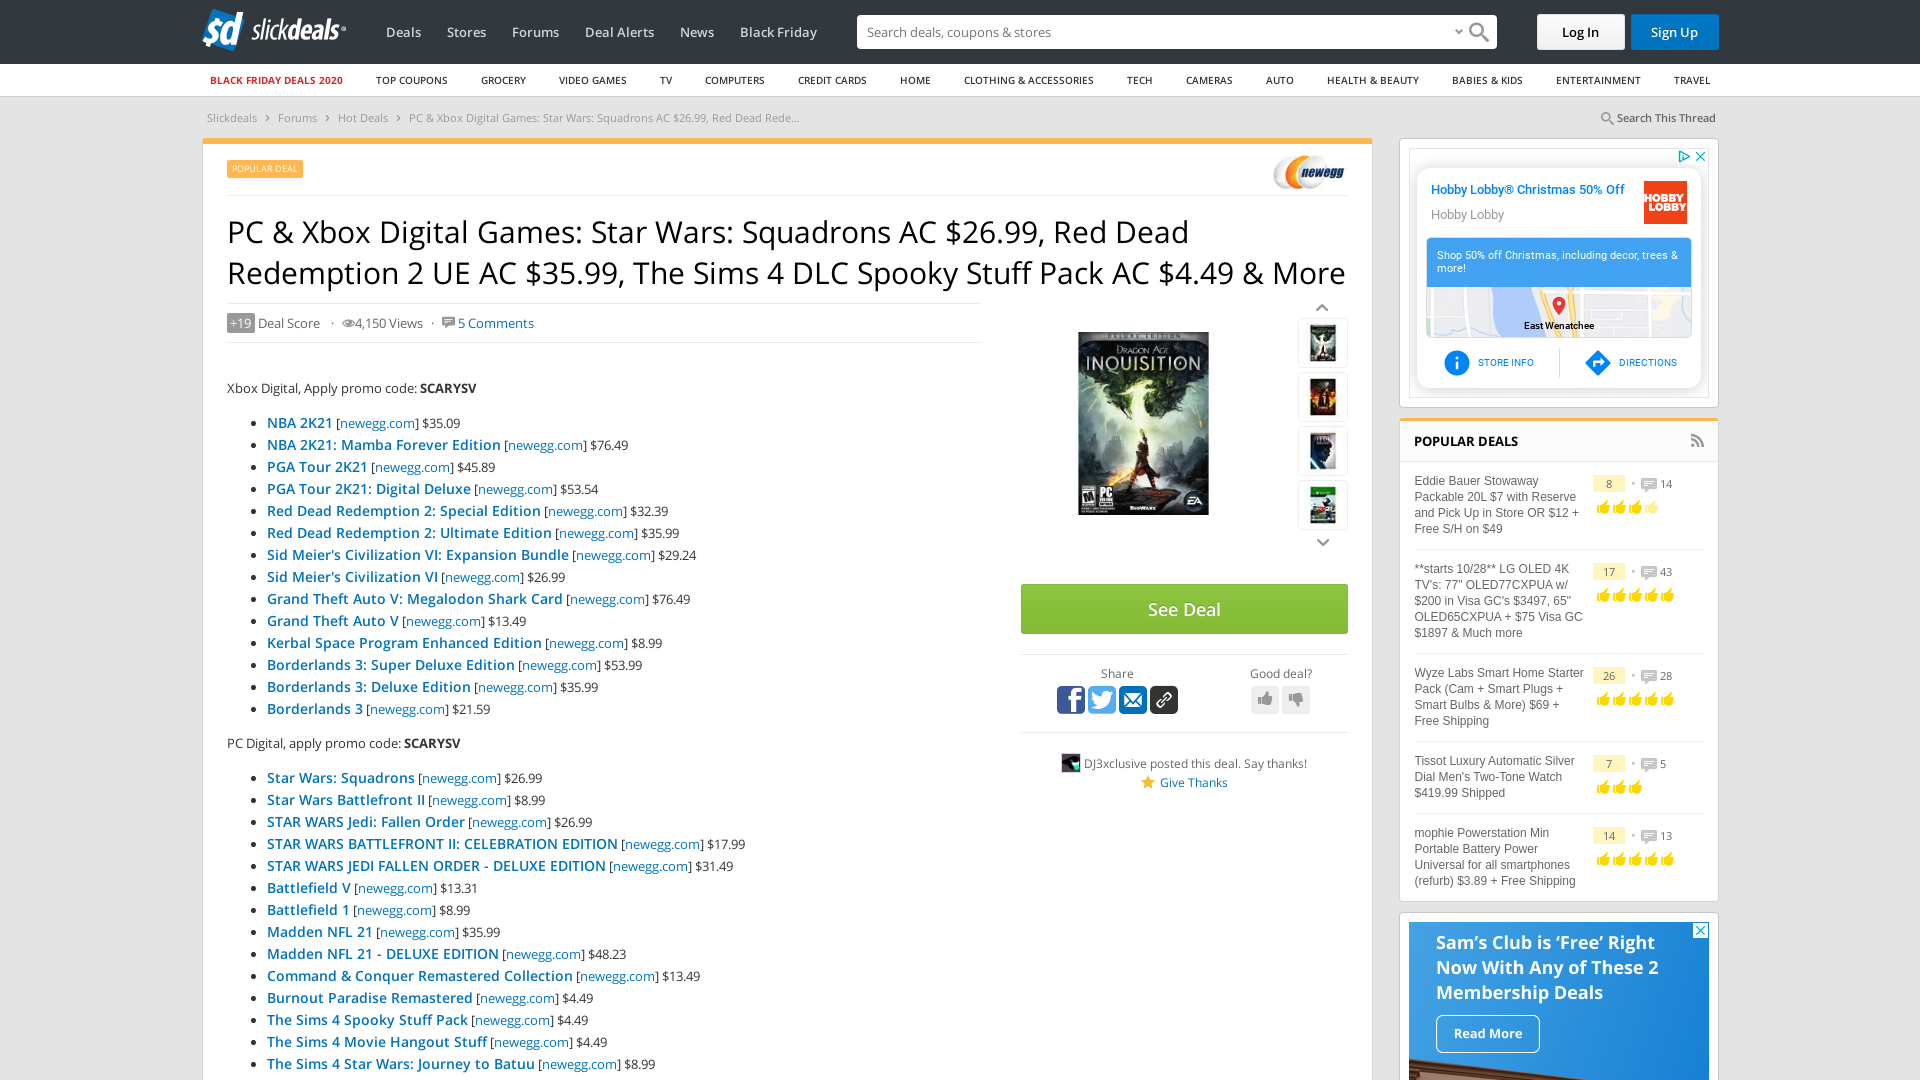 sd slickdeals
Deals
Stores
Forums
Deal Alerts
News
Black Friday
Search deals, coupons & stores
Log In
Sign Up
BLACK FRIDAY DEALS 2020
TOP COUPONS
GROCERY
VIDEO GAMES
TV
COMPUTERS
CREDIT CARDS
HOME
CLOTHING & ACCESSORIES
TECH
CAMERAS
AUTO
HEALTH & BEAUTY
BABIES & KIDS
ENTERTAINMENT
TRAVEL
Slickdeals › Forums › Hot Deals › PC & Xbox Digital Games: Star Wars: Squadrons AC $26.99, Red Dead Rede...
Search This Thread
POPULAR DEAL
newegg
PC & Xbox Digital Games: Star Wars: Squadrons AC $26.99, Red Dead
Redemption 2 UE AC $35.99, The Sims 4 DLC Spooky Stuff Pack AC $4.49 & More
+19 Deal Score · 4,150 Views · 5 Comments
Xbox Digital, Apply promo code: SCARYSV
NBA 2K21 [newegg.com] $35.09
NBA 2K21: Mamba Forever Edition [newegg.com] $76.49
PGA Tour 2K21 [newegg.com] $45.89
PGA Tour 2K21: Digital Deluxe [newegg.com] $53.54
Red Dead Redemption 2: Special Edition [newegg.com] $32.39
Red Dead Redemption 2: Ultimate Edition [newegg.com] $35.99
Sid Meier's Civilization VI: Expansion Bundle [newegg.com] $29.24
Sid Meier's Civilization VI [newegg.com] $26.99
Grand Theft Auto V: Megalodon Shark Card [newegg.com] $76.49
Grand Theft Auto V [newegg.com] $13.49
Kerbal Space Program Enhanced Edition [newegg.com] $8.99
Borderlands 3: Super Deluxe Edition [newegg.com] $53.99
Borderlands 3: Deluxe Edition [newegg.com] $35.99
Borderlands 3 [newegg.com] $21.59
PC Digital, apply promo code: SCARYSV
Star Wars: Squadrons [newegg.com] $26.99
Star Wars Battlefront II [newegg.com] $8.99
STAR WARS Jedi: Fallen Order [newegg.com] $26.99
STAR WARS BATTLEFRONT II: CELEBRATION EDITION [newegg.com] $17.99
STAR WARS JEDI FALLEN ORDER - DELUXE EDITION [newegg.com] $31.49
Battlefield V [newegg.com] $13.31
Battlefield 1 [newegg.com] $8.99
Madden NFL 21 [newegg.com] $35.99
Madden NFL 21 - DELUXE EDITION [newegg.com] $48.23
Command & Conquer Remastered Collection [newegg.com] $13.49
Burnout Paradise Remastered [newegg.com] $4.49
The Sims 4 Spooky Stuff Pack [newegg.com] $4.49
The Sims 4 Movie Hangout Stuff [newegg.com] $4.49
The Sims 4 Star Wars: Journey to Batuu [newegg.com] $8.99
DELUXE EDITION
DRAGON AGE
INQUISITION
PC
BIOWARE
EA
See Deal
Share
Good deal?
DJ3xclusive posted this deal. Say thanks!
Give Thanks
Hobby Lobby® Christmas 50% Off
Hobby Lobby
HOBBY
LOBBY
Shop 50% off Christmas, including decor, trees &
more!
East Wenatchee
STORE INFO
DIRECTIONS
POPULAR DEALS
Eddie Bauer Stowaway
Packable 20L $7 with Reserve
and Pick Up in Store OR $12 +
Free S/H on $49
8 • 14
**starts 10/28** LG OLED 4K
TV's: 77" OLED77CXPUA w/
$200 in Visa GC's $3497, 65"
OLED65CXPUA + $75 Visa GC
$1897 & Much more
17 • 43
Wyze Labs Smart Home Starter
Pack (Cam + Smart Plugs +
Smart Bulbs & More) $69 +
Free Shipping
26 • 28
Tissot Luxury Automatic Silver
Dial Men's Two-Tone Watch
$419.99 Shipped
7 • 5
mophie Powerstation Min
Portable Battery Power
Universal for all smartphones
(refurb) $3.89 + Free Shipping
14 • 13
Sam's Club is ‘Free’ Right
Now With Any of These 2
Membership Deals
Read More